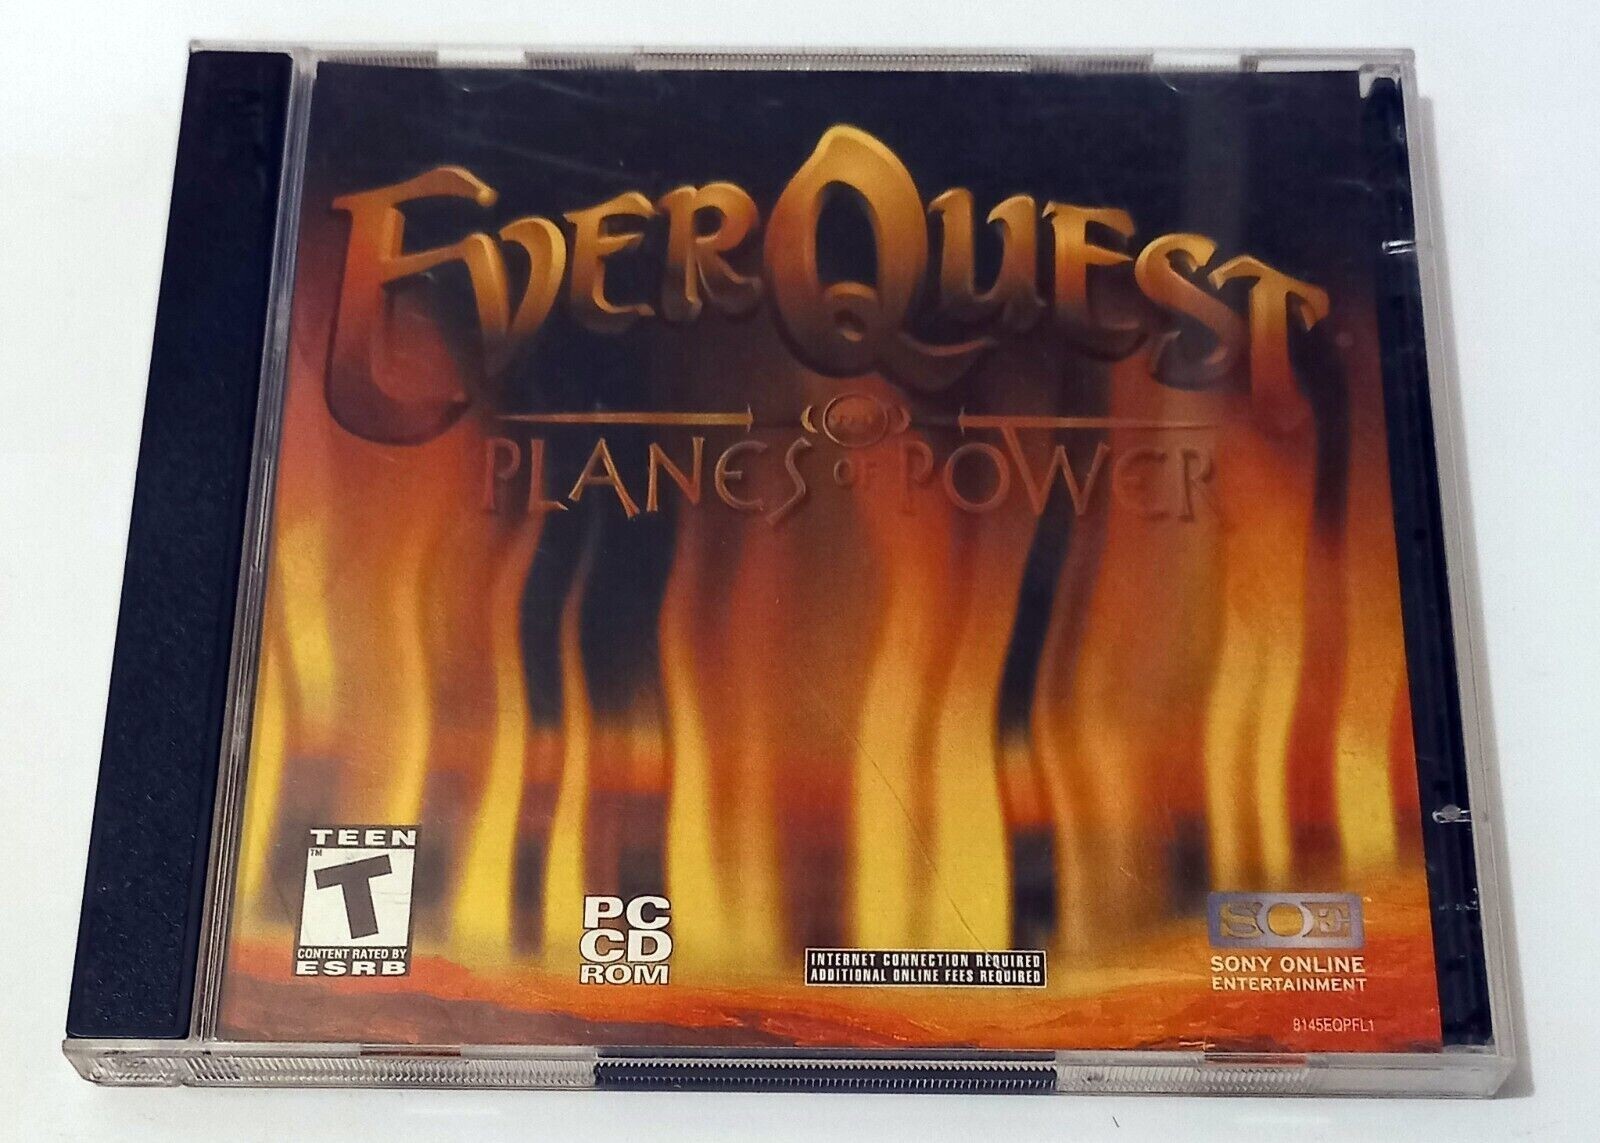 EverQuest
PLANES OF POWER
TEEN
T
™
CONTENT RATED BY
ESRB
PC
CD
ROM
INTERNET CONNECTION REQUIRED
ADDITIONAL ONLINE FEES REQUIRED
SOE
SONY ONLINE
ENTERTAINMENT
8145EQPFL1